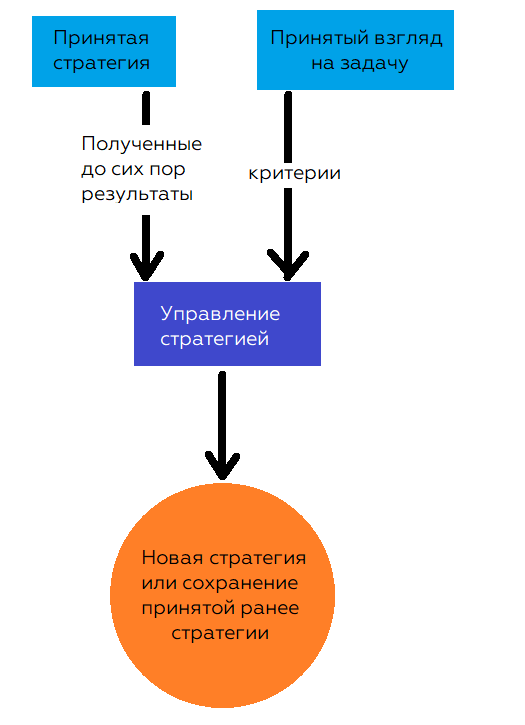 Принятая
стратегия
Принятый взгляд
на задачу
Полученные
до сих пор
результаты
критерии
Управление
стратегией
Новая стратегия
или сохранение
принятой ранее
стратегии